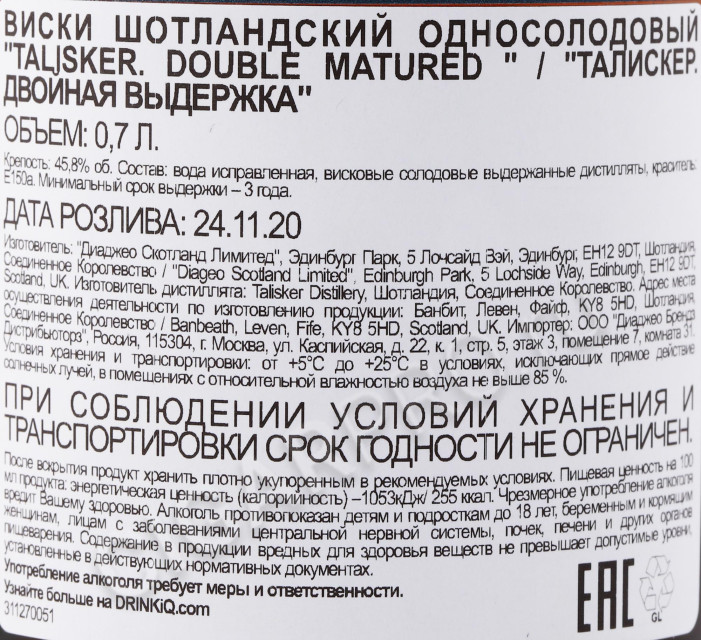 ВИСКИ ШОТЛАНДСКИЙ ОДНОСОЛОДОВЫЙ
"TALISKER. DOUBLE MATURED " / "ТАЛИСКЕР.
ДВОЙНАЯ ВЫДЕРЖКА"
ОБЪЕМ: 0,7 Л.
Крепость: 45,8% об. Состав: вода исправленная, висковые солодовые выдержанные дистилляты, краситель
Е150а. Минимальный срок выдержки – 3 года.
ДАТА РОЗЛИВА: 24.11.20
Изготовитель: "Диаджео Скотланд Лимитед", Эдинбург Парк, 5 Лочсайд Вэй, Эдинбург, EH12 9DT, Шотландия,
Соединенное Королевство / "Diageo Scotland Limited", Edinburgh Park, 5 Lochside Way, Edinburgh, EH12 9DT,
Scotland, UK. Изготовитель дистиллята: Talisker Distillery, Шотландия, Соединенное Королевство. Адрес места
осуществления деятельности по изготовлению продукции: Банбит, Левен, Файф, KY8 5HD, Шотландия,
Соединенное Королевство / Banbeath, Leven, Fife, KY8 5HD, Scotland, UK. Импортер: ООО "Диаджео Брендз
Дистрибьюторз", Россия, 115304, г. Москва, ул. Каспийская, д. 22, к. 1, стр. 5, этаж 3, помещение 7, комната 31.
Условия хранения и транспортировки: от +5°C до +25°C в условиях, исключающих прямое действие
солнечных лучей, в помещениях с относительной влажностью воздуха не выше 85 %.
ПРИ СОБЛЮДЕНИИ УСЛОВИЙ ХРАНЕНИЯ И
ТРАНСПОРТИРОВКИ СРОК ГОДНОСТИ НЕ ОГРАНИЧЕН.
После вскрытия продукт хранить плотно укупоренным в рекомендуемых условиях. Пищевая ценность на 100
мл продукта: энергетическая ценность (калорийность) –1053кДж/ 255 ккал. Чрезмерное употребление алкоголя
вредит Вашему здоровью. Алкоголь противопоказан детям и подросткам до 18 лет, беременным и кормящим
женщинам, лицам с заболеваниями центральной нервной системы, почек, печени и других органов
пищеварения. Содержание в продукции вредных для здоровья веществ не превышает допустимые уровни,
установленные в действующих нормативных документах.
Употребление алкоголя требует меры и ответственности.
Узнайте больше на DRINKiQ.com
311270051
EAC
GL